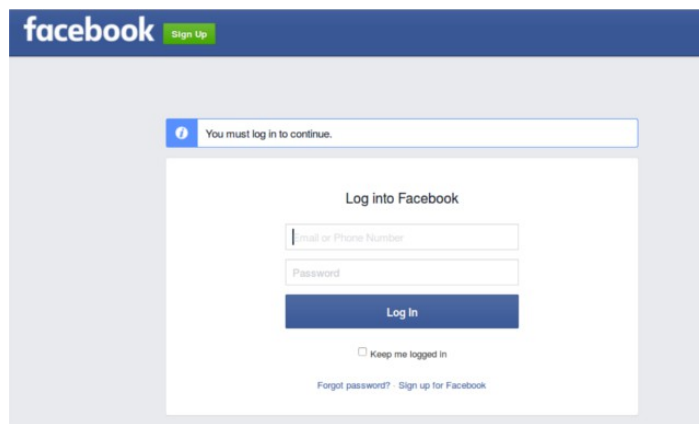 facebook Sign Up
You must log in to continue.
Log into Facebook
Email or Phone Number
Password
Log In
Keep me logged in
Forgot password? · Sign up for Facebook